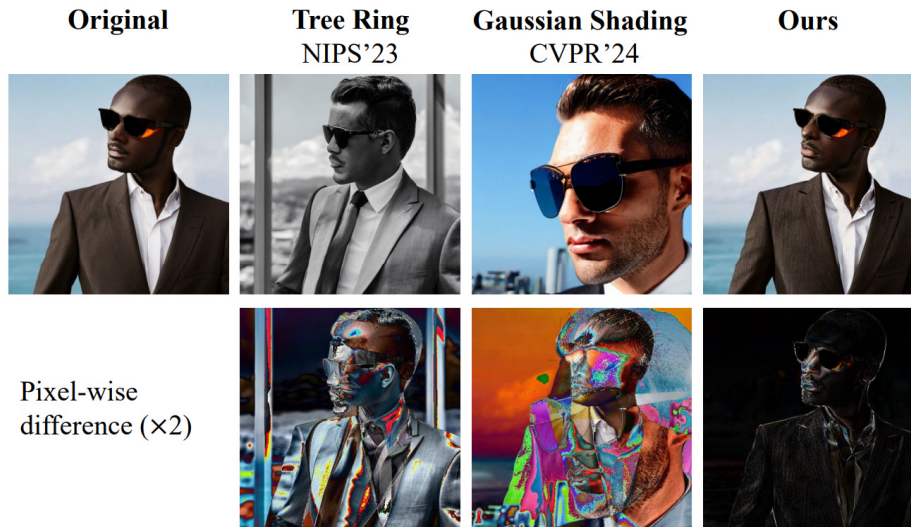 Original
Tree Ring
NIPS’23
Gaussian Shading
CVPR’24
Ours
Pixel-wise
difference (×2)